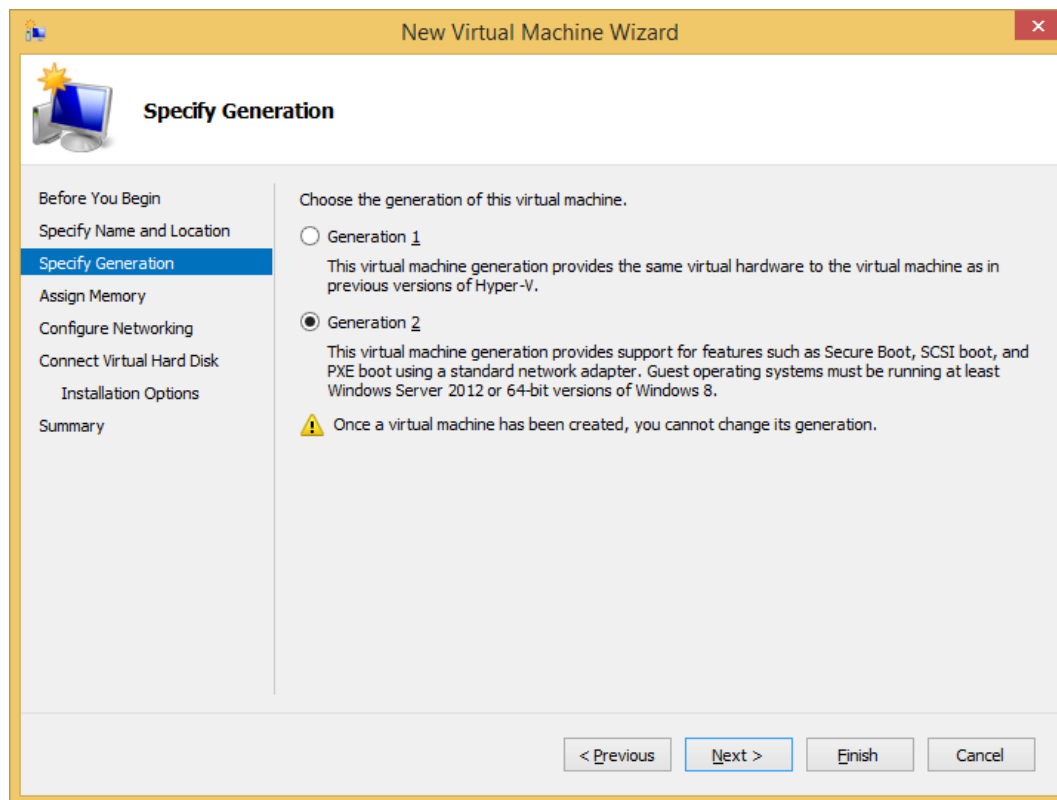 New Virtual Machine Wizard
Specify Generation
Before You Begin
Specify Name and Location
Specify Generation
Assign Memory
Configure Networking
Connect Virtual Hard Disk
Installation Options
Summary
Choose the generation of this virtual machine.
Generation 1
This virtual machine generation provides the same virtual hardware to the virtual machine as in
previous versions of Hyper-V.
Generation 2
This virtual machine generation provides support for features such as Secure Boot, SCSI boot, and
PXE boot using a standard network adapter. Guest operating systems must be running at least
Windows Server 2012 or 64-bit versions of Windows 8.
Once a virtual machine has been created, you cannot change its generation.
< Previous
Next >
Finish
Cancel